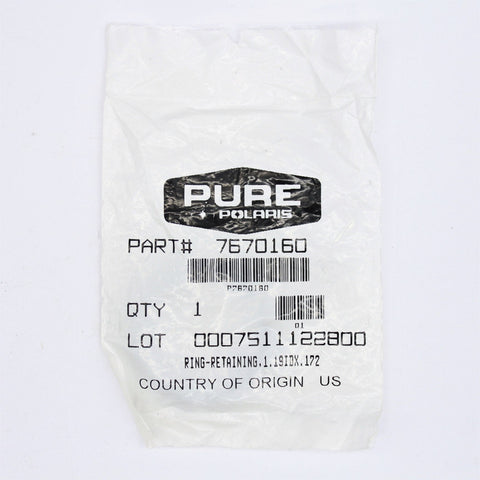 PURE
POLARIS
PART# 7670160
P7670160
QTY 1
01
LOT 0007511122800
RING-RETAINING,1.19IDX.172
COUNTRY OF ORIGIN US